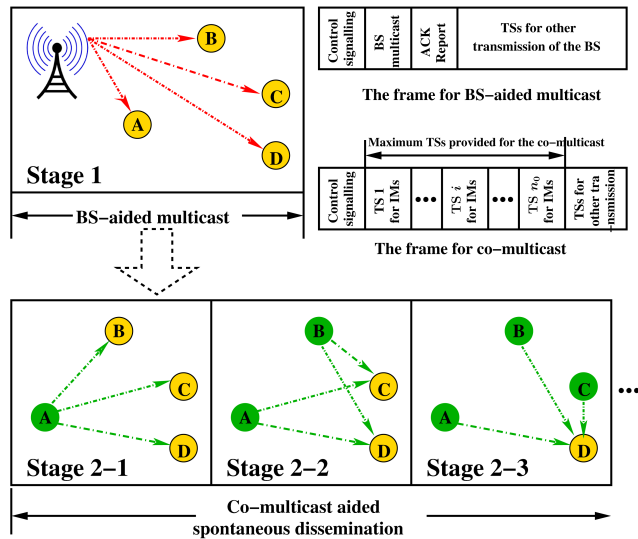 B
C
A
D
Stage 1
BS-aided multicast
Control
signalling
BS
multicast
ACK
Report
TSs for other
transmission of the BS
The frame for BS-aided multicast
Maximum TSs provided for the co-multicast
Control
signalling
TS 1
for IMs
•••
TS i
for IMs
•••
TS n₀
for IMs
TSs for
other tra
-nsmission
The frame for co-multicast
B
C
A
D
Stage 2-1
B
C
A
D
Stage 2-2
B
C
A
D
Stage 2-3
•••
Co-multicast aided
spontaneous dissemination